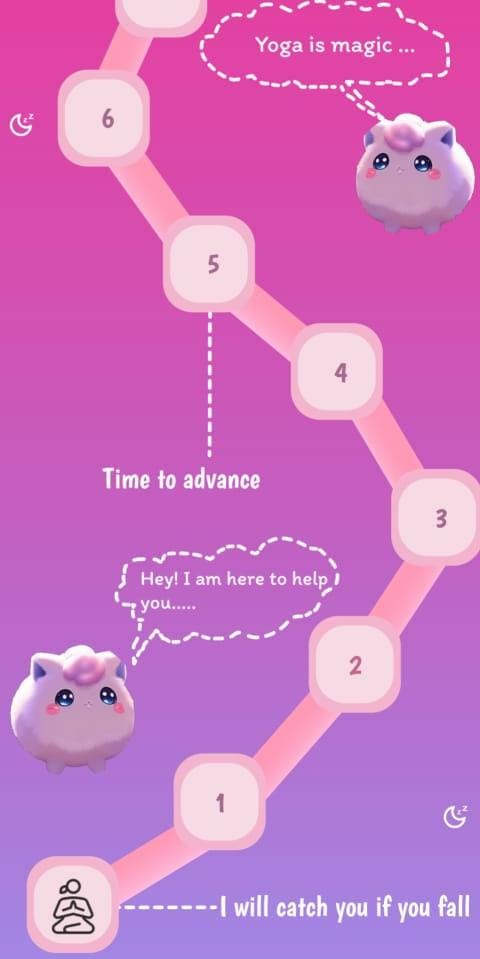 Yoga is magic ...
6
5
4
Time to advance
3
Hey! I am here to help
you.....
2
1
I will catch you if you fall